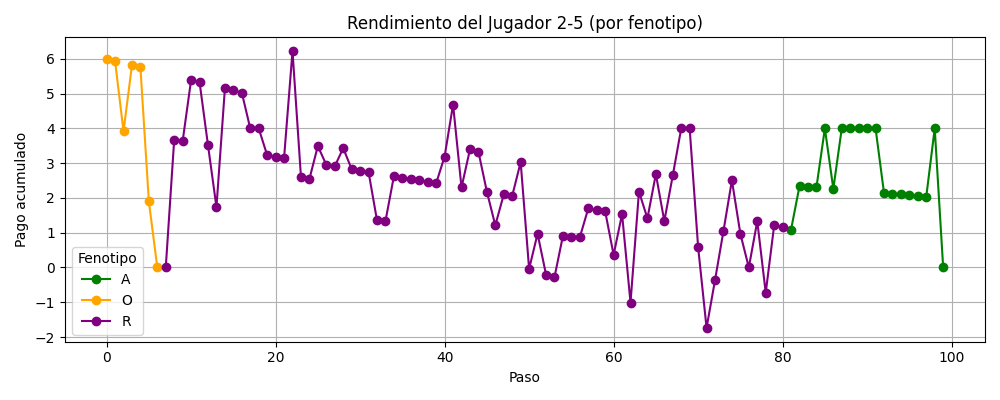 Rendimiento del Jugador 2-5 (por fenotipo)
Pago acumulado
6
5
4
3
2
1
0
−1
−2
Fenotipo
A
O
R
0 20 40 60 80 100
Paso